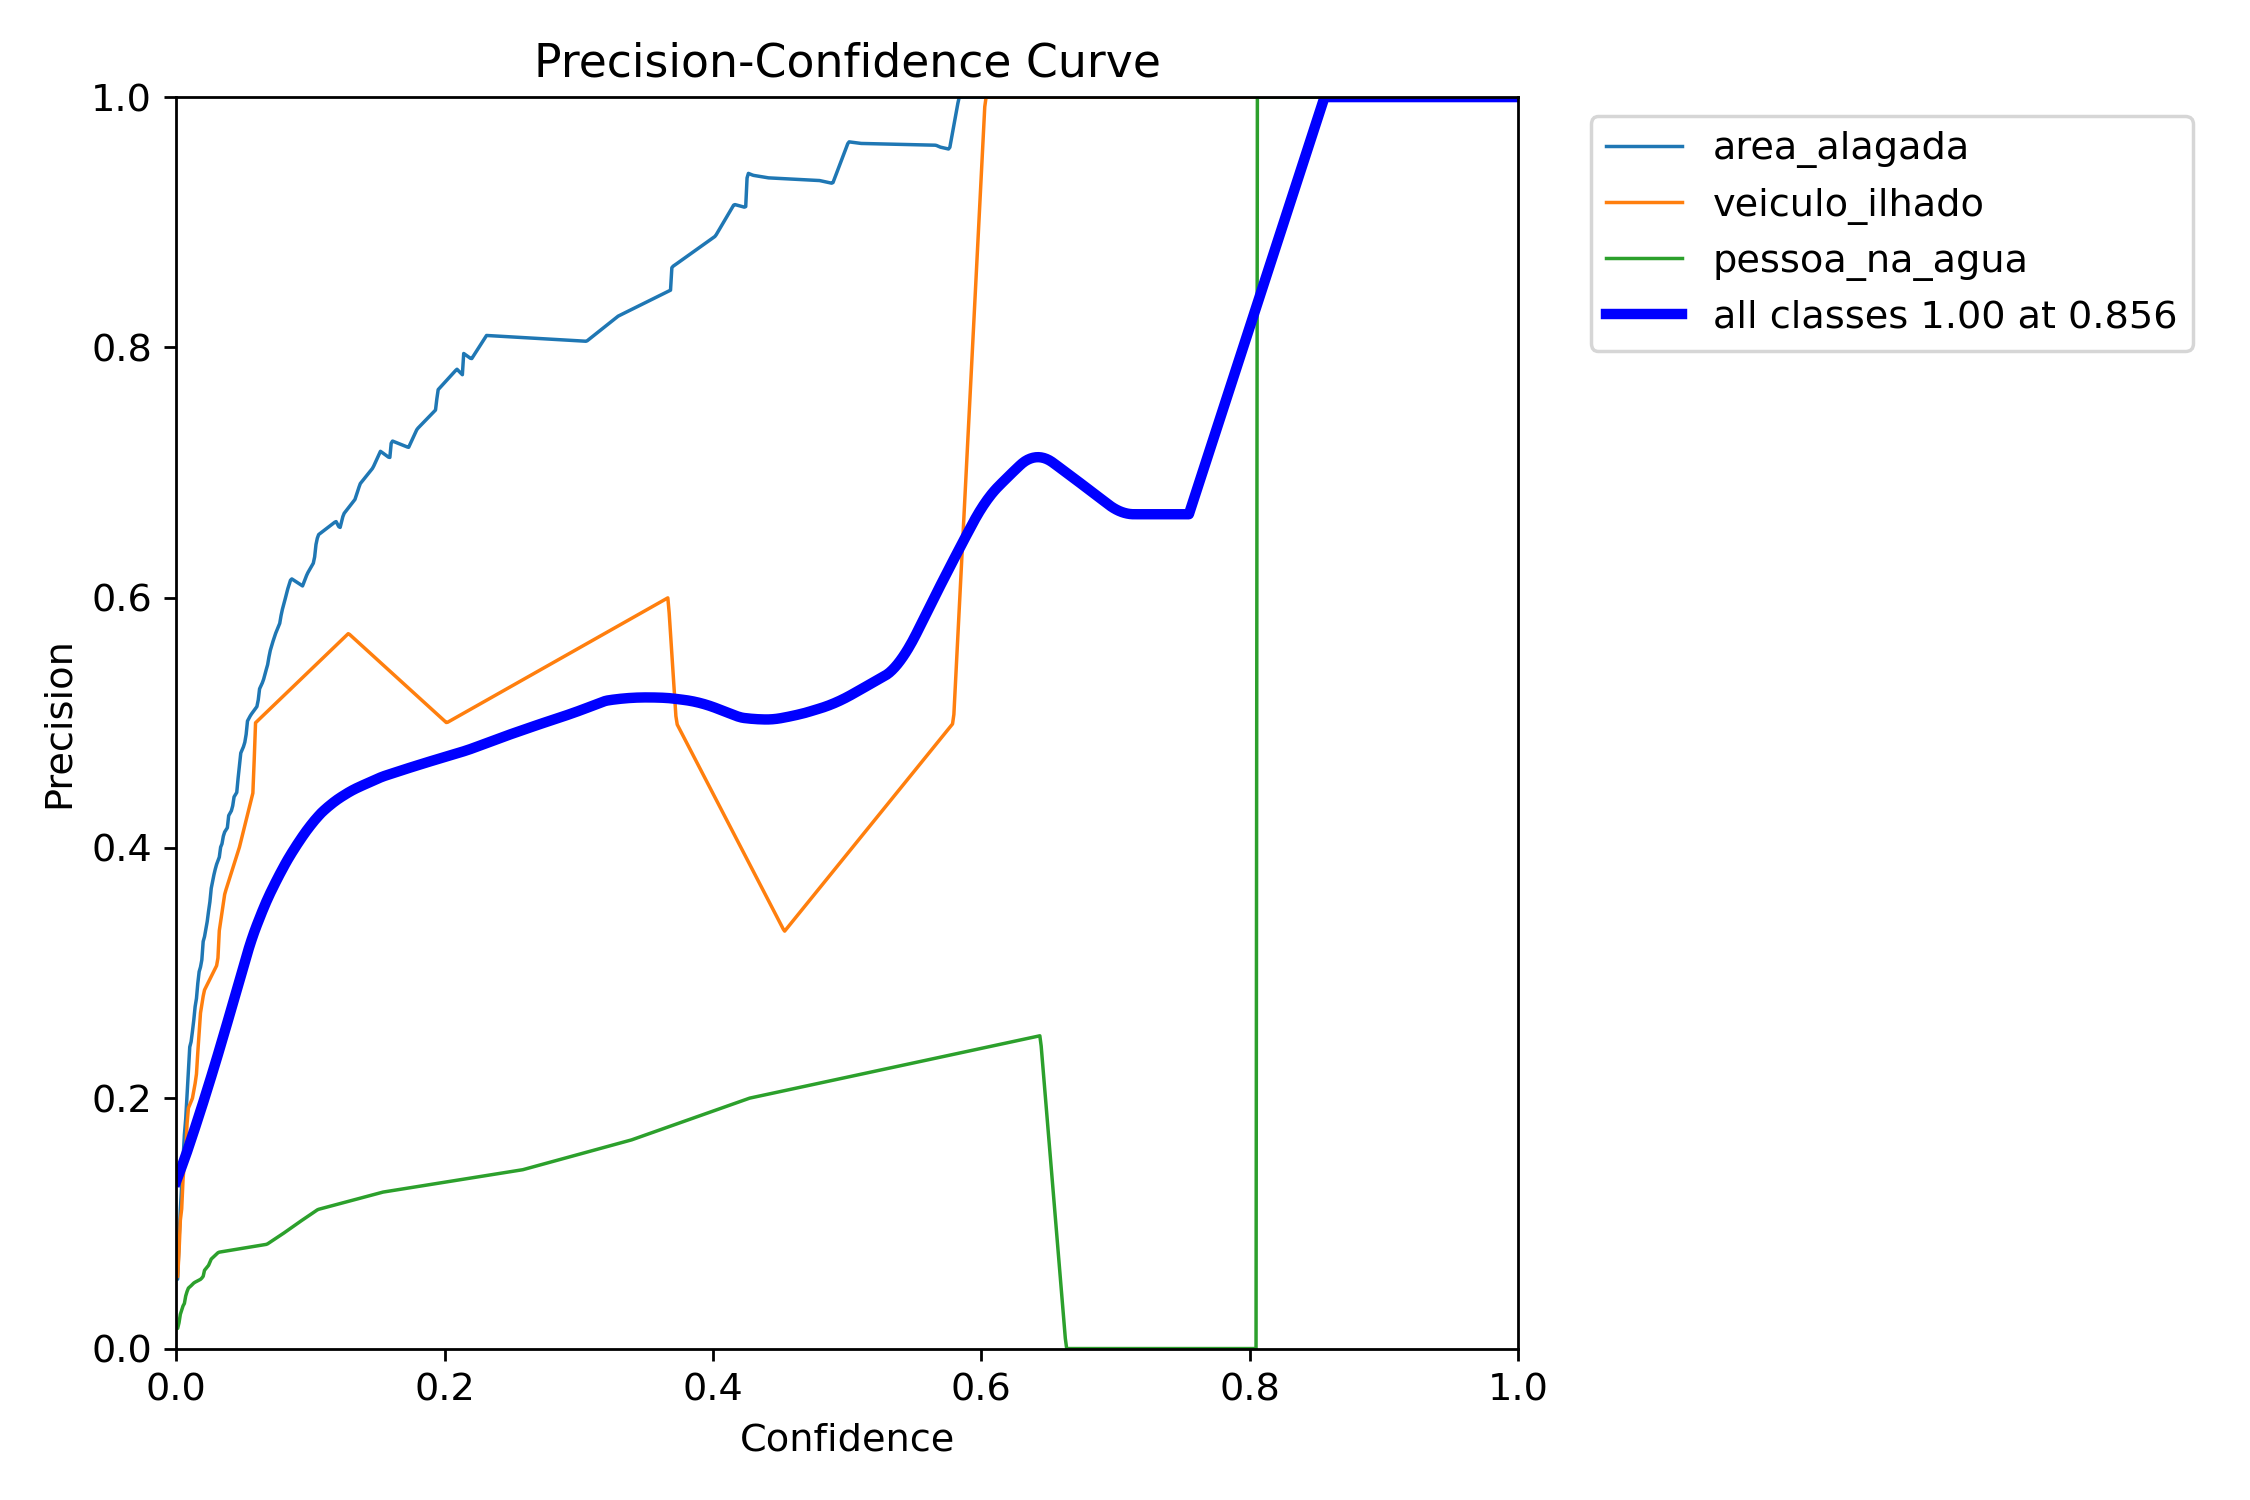 Precision-Confidence Curve
1.0
0.8
0.6
0.4
0.2
0.0
Precision
0.0 0.2 0.4 0.6 0.8 1.0
Confidence
area_alagada
veiculo_ilhado
pessoa_na_agua
all classes 1.00 at 0.856